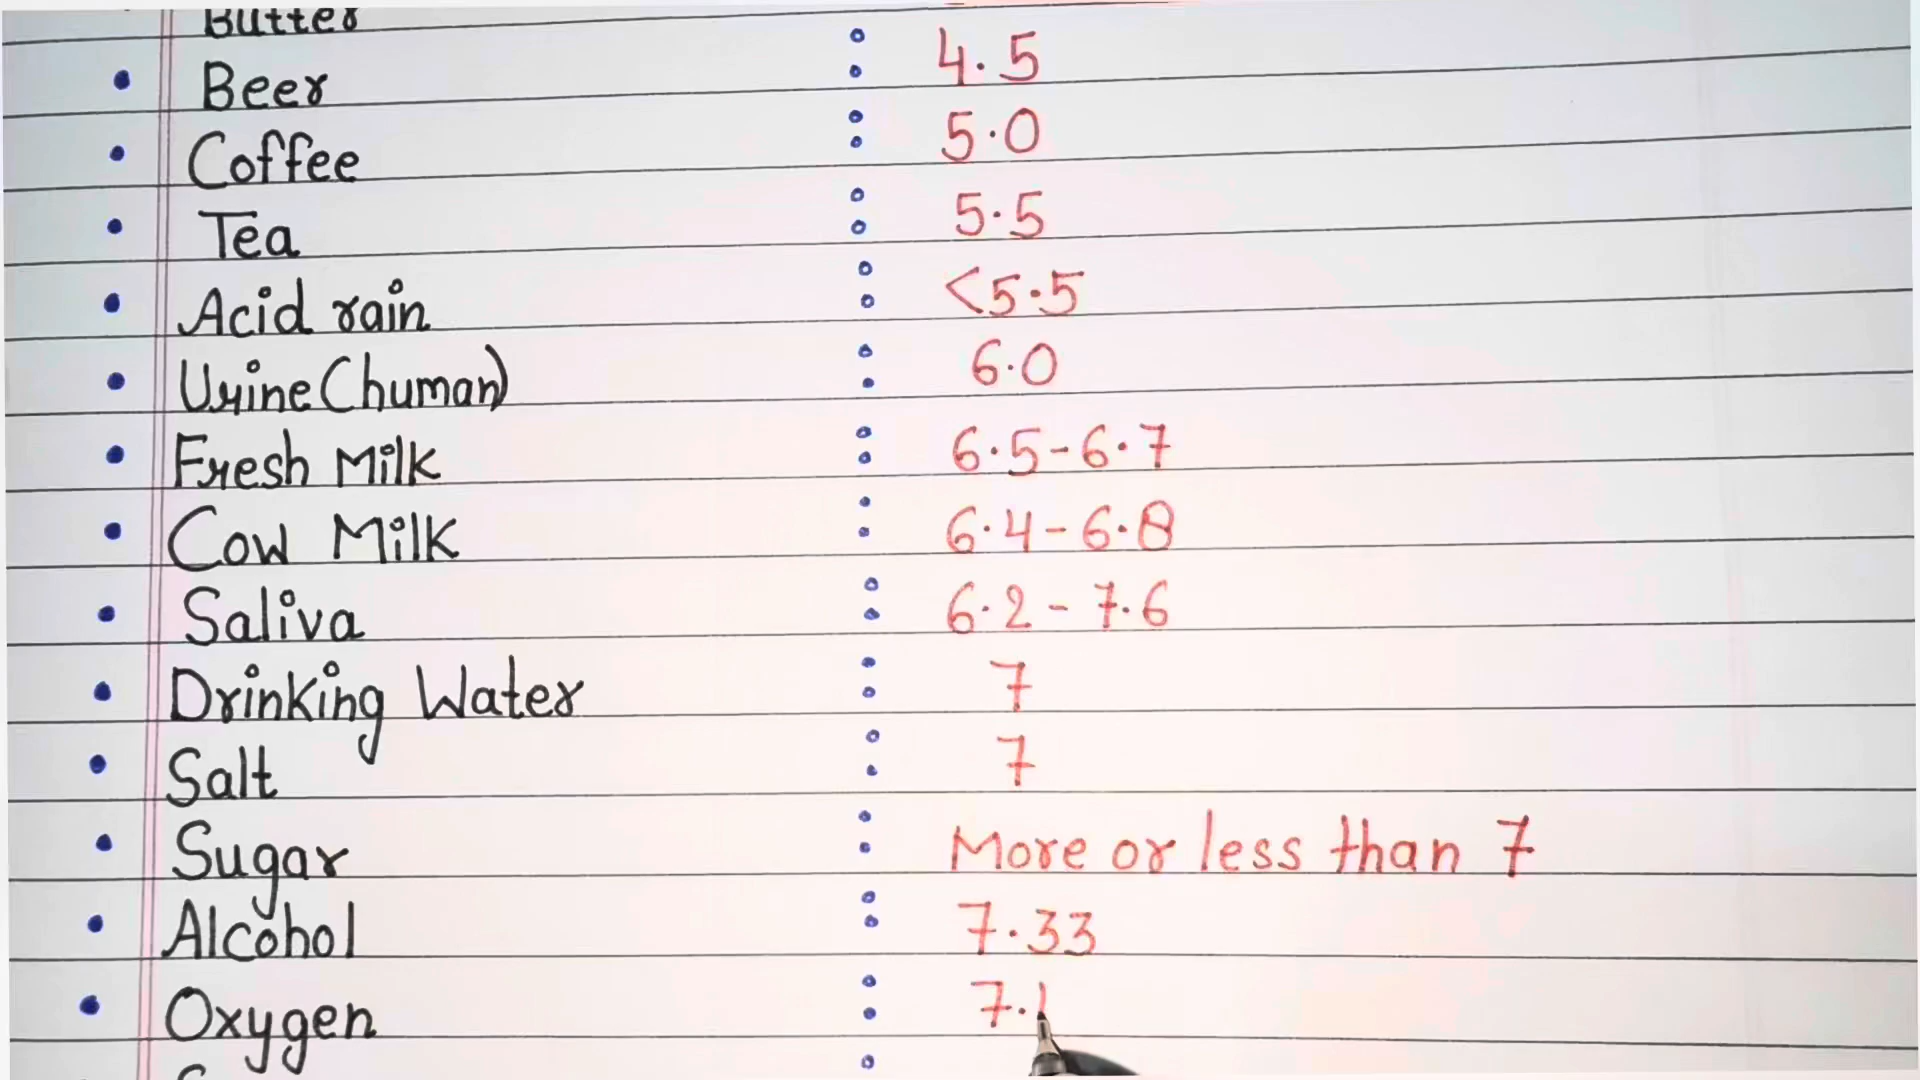 Butter
• Beer : 4.5
• Coffee : 5.0
• Tea : 5.5
• Acid rain : <5.5
• Urine (human) : 6.0
• Fresh Milk : 6.5-6.7
• Cow Milk : 6.4-6.8
• Saliva : 6.2-7.6
• Drinking Water : 7
• Salt : 7
• Sugar : More or less than 7
• Alcohol : 7.33
• Oxygen : 7.